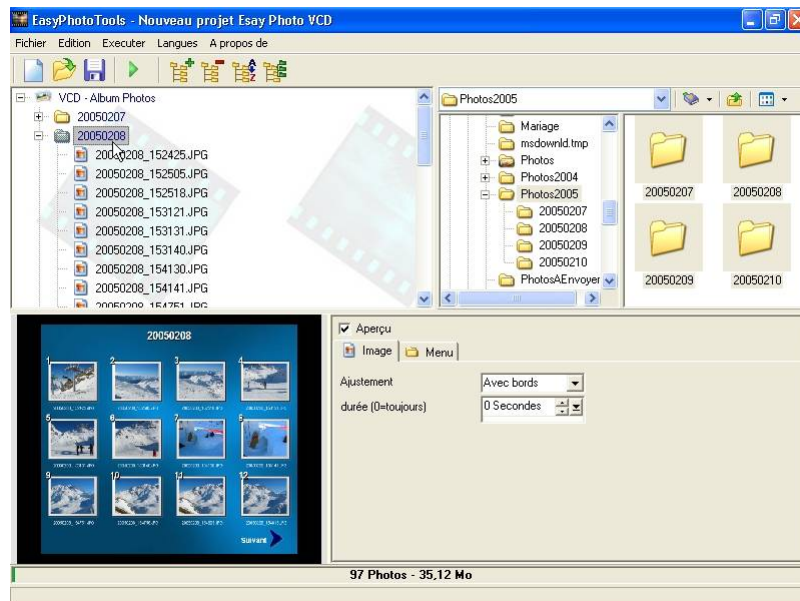 EasyPhotoTools - Nouveau projet Esay Photo VCD
Fichier Edition Executer Langues A propos de
VCD - Album Photos
20050207
20050208
20050208_152425.JPG
20050208_152505.JPG
20050208_152518.JPG
20050208_153121.JPG
20050208_153131.JPG
20050208_153140.JPG
20050208_154130.JPG
20050208_154141.JPG
20050208_154751.JPG
Photos2005
Mariage
msdownld.tmp
Photos
Photos2004
Photos2005
20050207
20050208
20050209
20050210
PhotosAEnvoyer
20050207 20050208
20050209 20050210
20050208
1 2 3 4
5 6 7 8
9 10 11 12
Suivant
Aperçu
Image Menu
Ajustement Avec bords
durée (0=toujours) 0 Secondes
97 Photos - 35,12 Mo